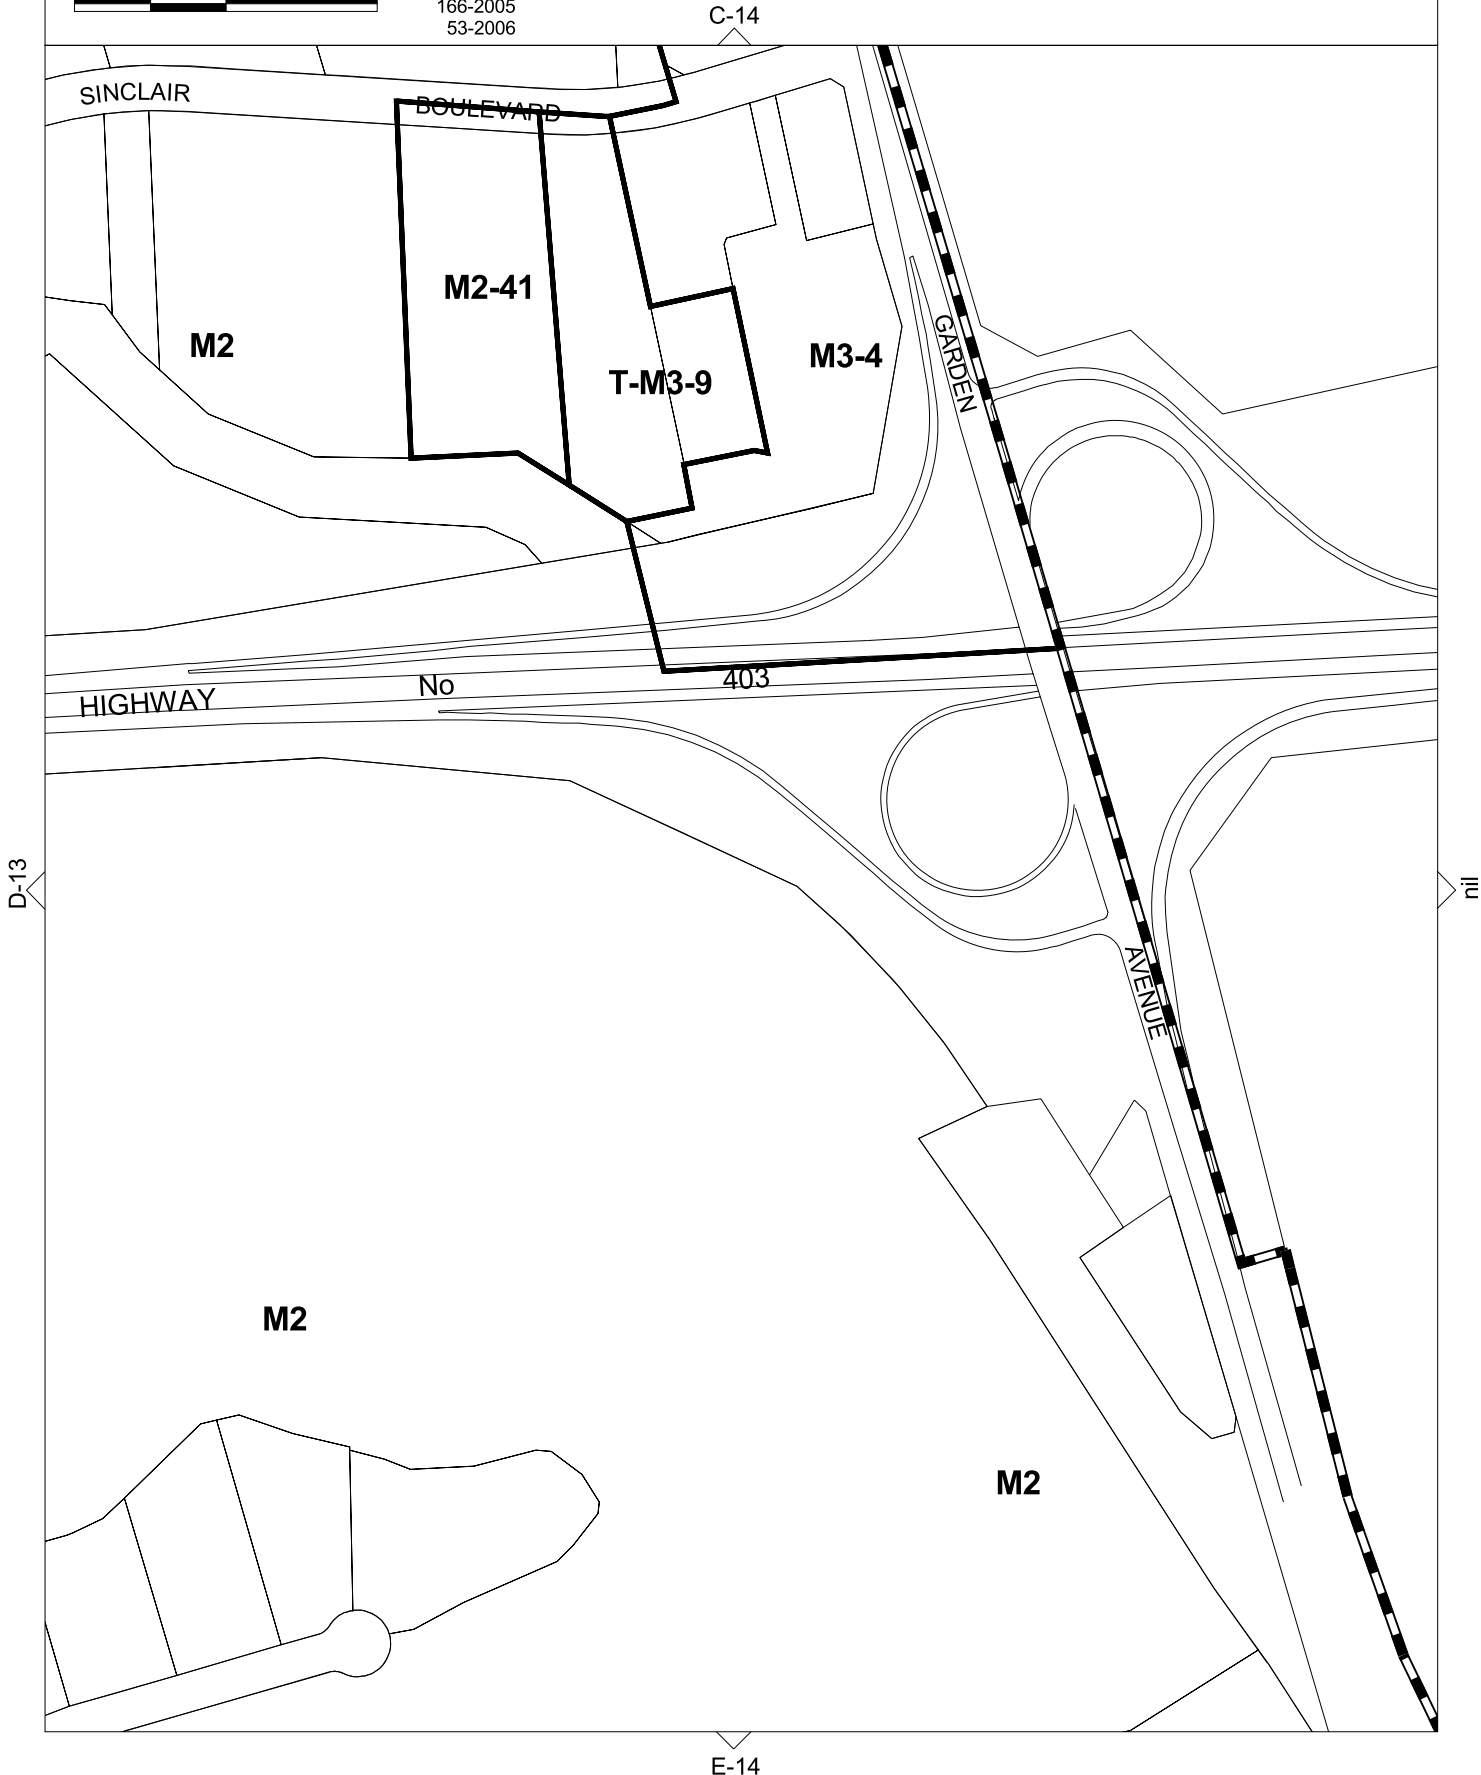 166-2005
53-2006
C-14
SINCLAIR
BOULEVARD
M2-41
M2
T-M3-9
M3-4
GARDEN
HIGHWAY
No
403
D-13
nil
AVENUE
M2
M2
E-14